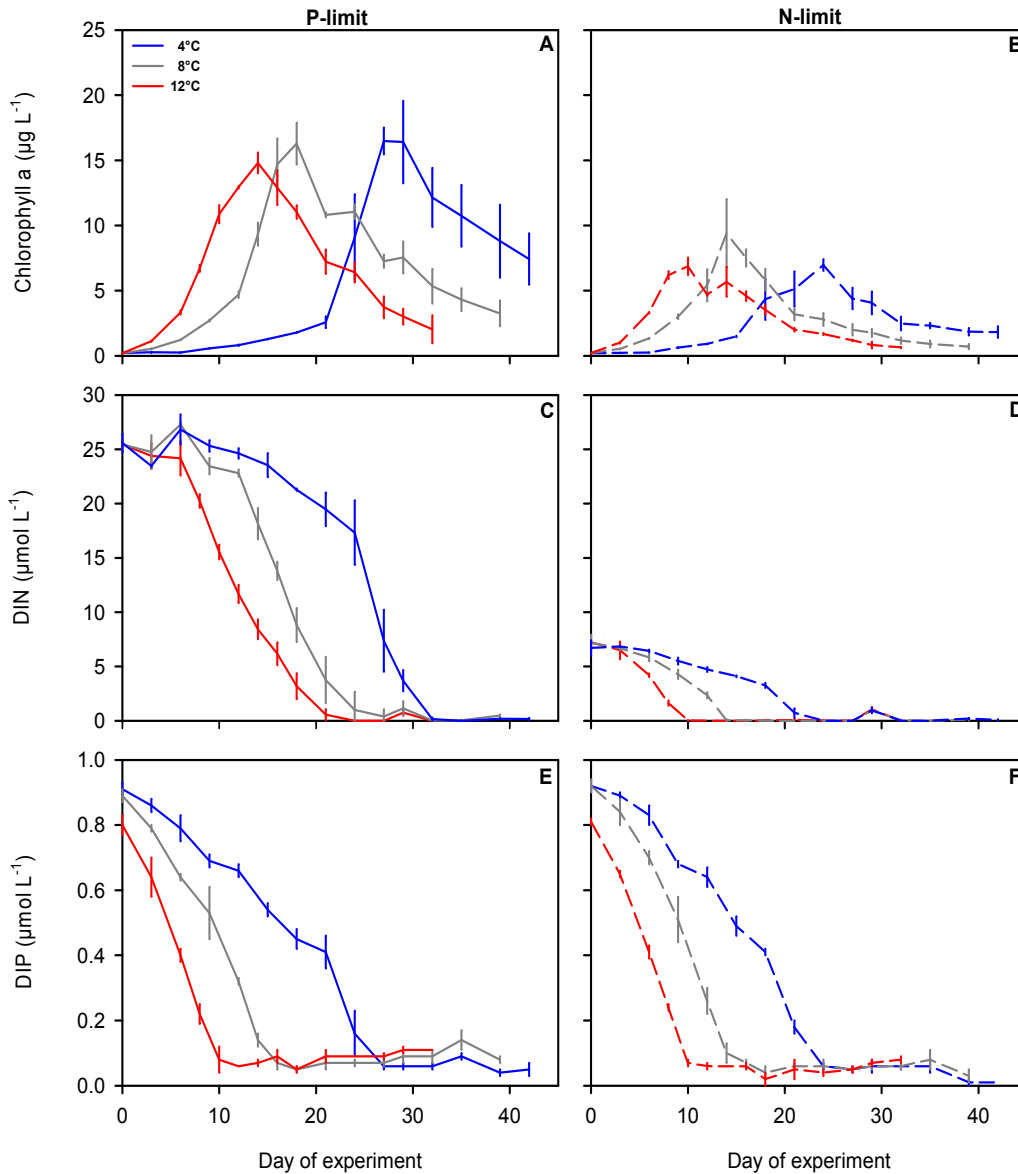 P-limit N-limit
25 A B
4°C
8°C
12°C
20
15
10
5
0
Chlorophyll a (µg L-1)
30 C D
25
20
15
10
5
0
DIN (µmol L-1)
1.0 E F
0.8
0.6
0.4
0.2
0.0
DIP (µmol L-1)
0 10 20 30 40 0 10 20 30 40
Day of experiment Day of experiment